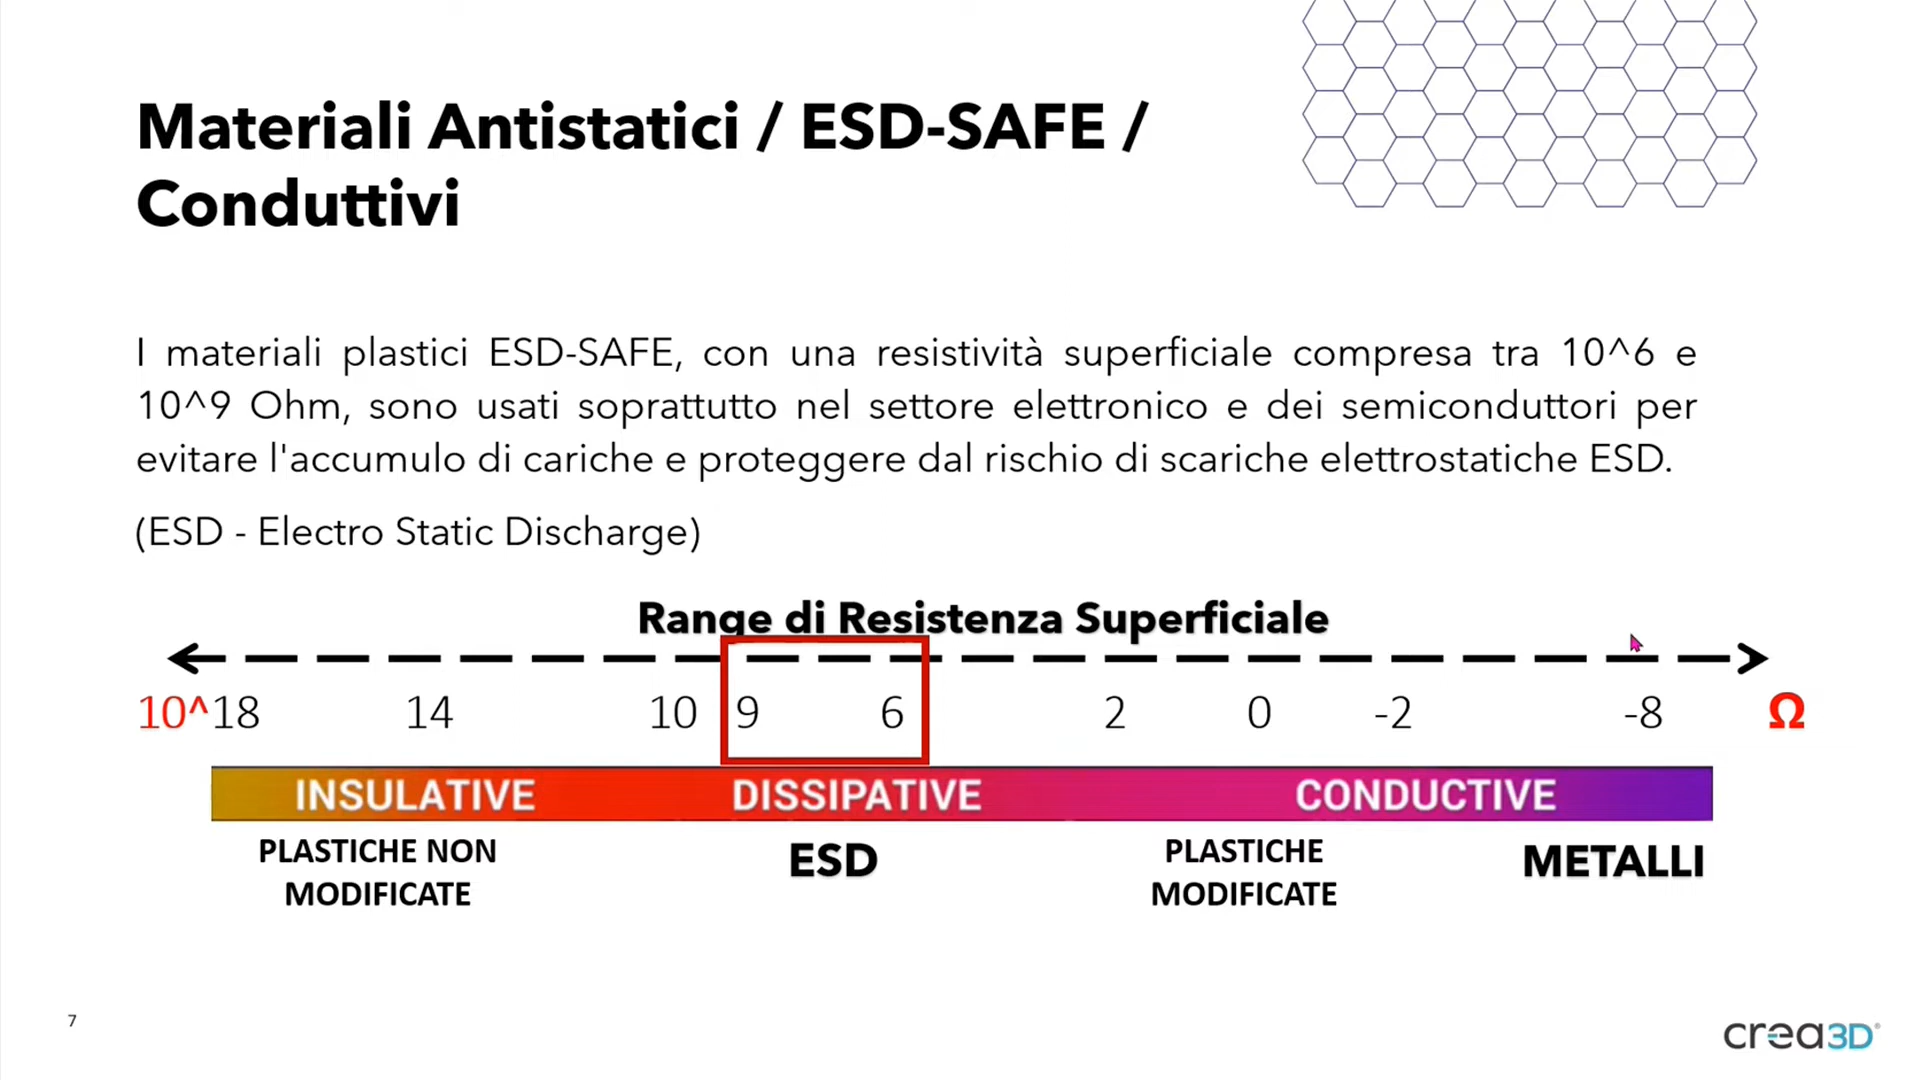 Materiali Antistatici / ESD-SAFE /
Conduttivi
I materiali plastici ESD-SAFE, con una resistività superficiale compresa tra 10^6 e
10^9 Ohm, sono usati soprattutto nel settore elettronico e dei semiconduttori per
evitare l'accumulo di cariche e proteggere dal rischio di scariche elettrostatiche ESD.
(ESD - Electro Static Discharge)
Range di Resistenza Superficiale
10^18 14 10 9 6 2 0 -2 -8 Ω
INSULATIVE DISSIPATIVE CONDUCTIVE
PLASTICHE NON
MODIFICATE
ESD
PLASTICHE
MODIFICATE
METALLI
7
crea3D®